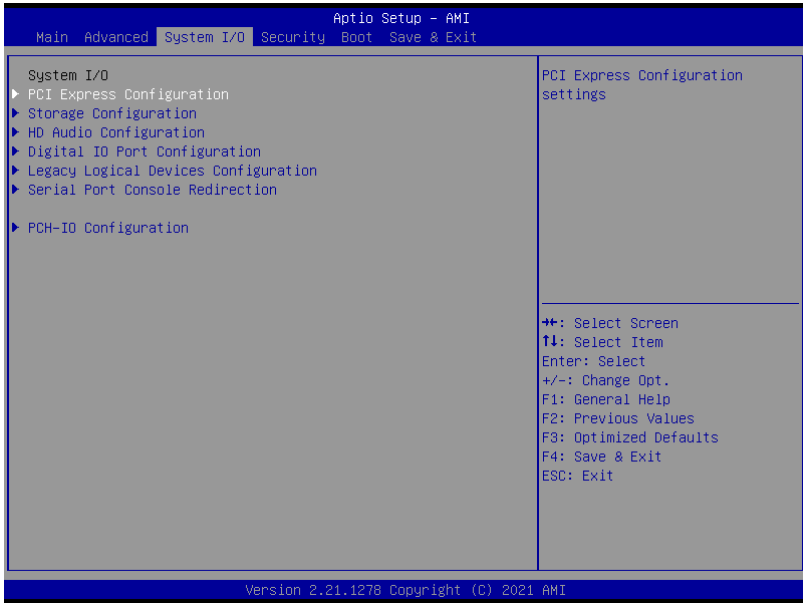 Aptio Setup - AMI
Main Advanced System I/O Security Boot Save & Exit
System I/O
PCI Express Configuration
Storage Configuration
HD Audio Configuration
Digital IO Port Configuration
Legacy Logical Devices Configuration
Serial Port Console Redirection
PCH-IO Configuration
PCI Express Configuration
settings
→←: Select Screen
↑↓: Select Item
Enter: Select
+/-: Change Opt.
F1: General Help
F2: Previous Values
F3: Optimized Defaults
F4: Save & Exit
ESC: Exit
Version 2.21.1278 Copyright (C) 2021 AMI